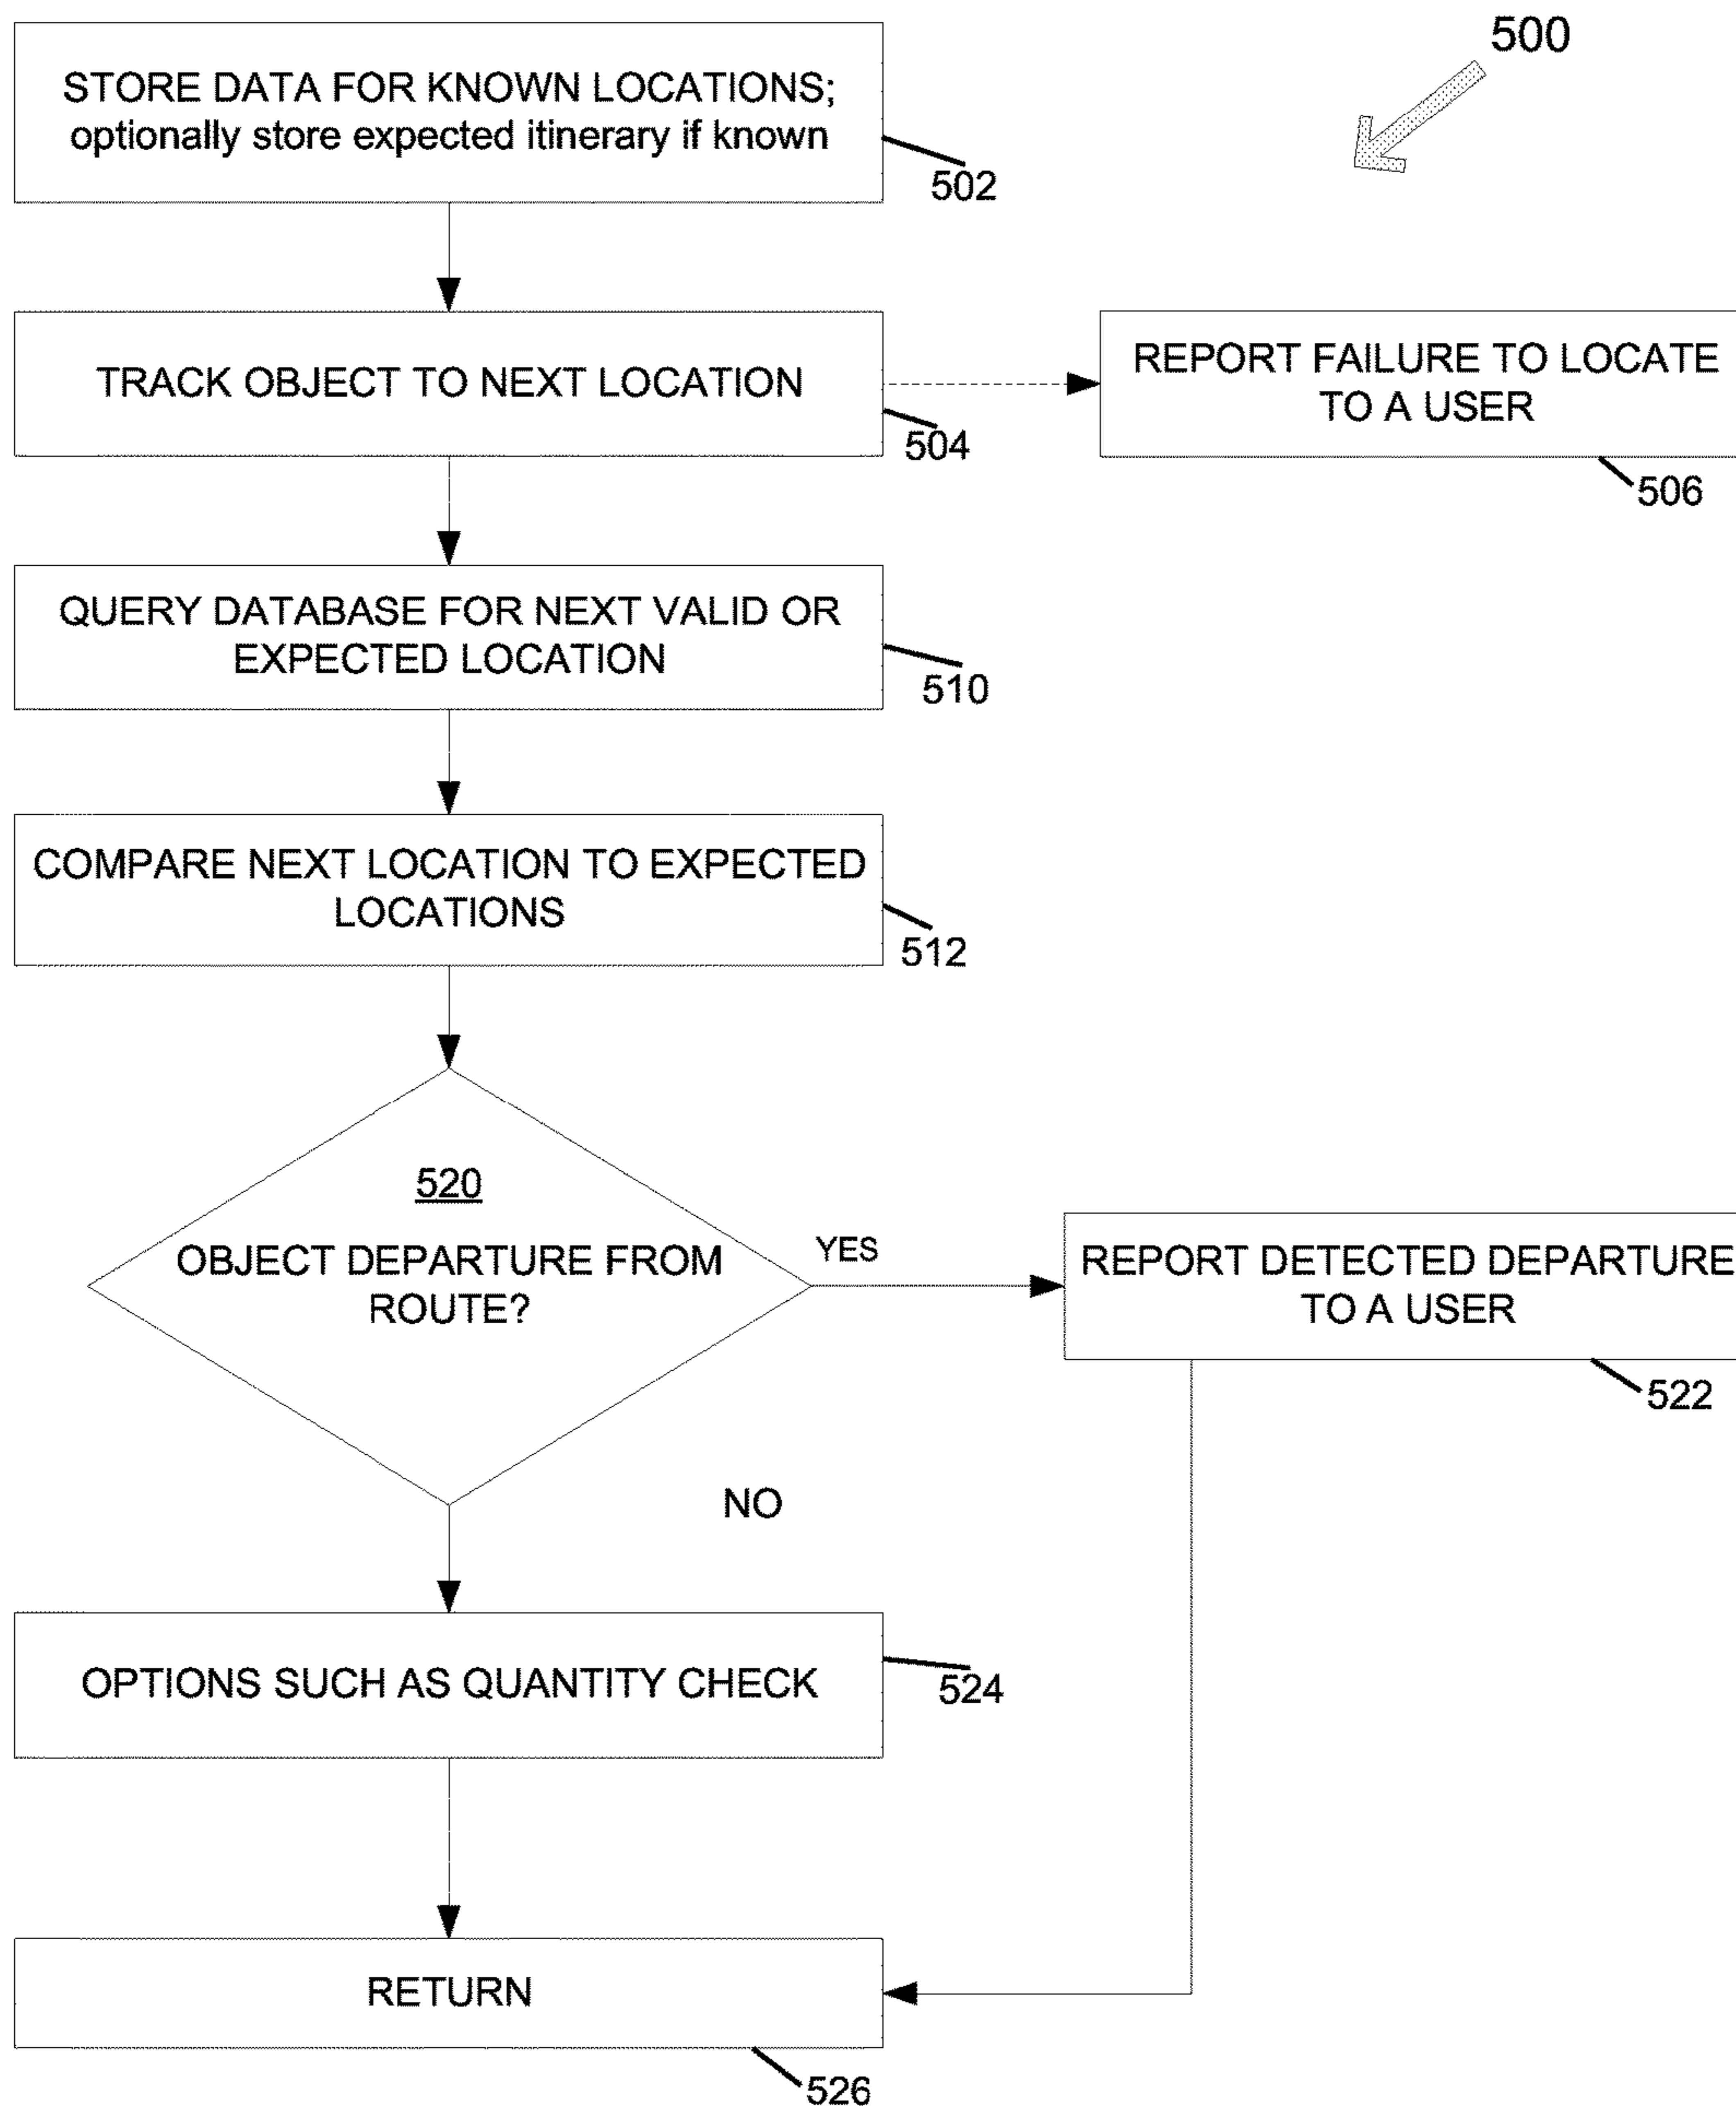 500
STORE DATA FOR KNOWN LOCATIONS;
optionally store expected itinerary if known
502
TRACK OBJECT TO NEXT LOCATION
504
REPORT FAILURE TO LOCATE
TO A USER
506
QUERY DATABASE FOR NEXT VALID OR
EXPECTED LOCATION
510
COMPARE NEXT LOCATION TO EXPECTED
LOCATIONS
512
520
OBJECT DEPARTURE FROM
ROUTE?
YES
REPORT DETECTED DEPARTURE
TO A USER
522
NO
OPTIONS SUCH AS QUANTITY CHECK
524
RETURN
526